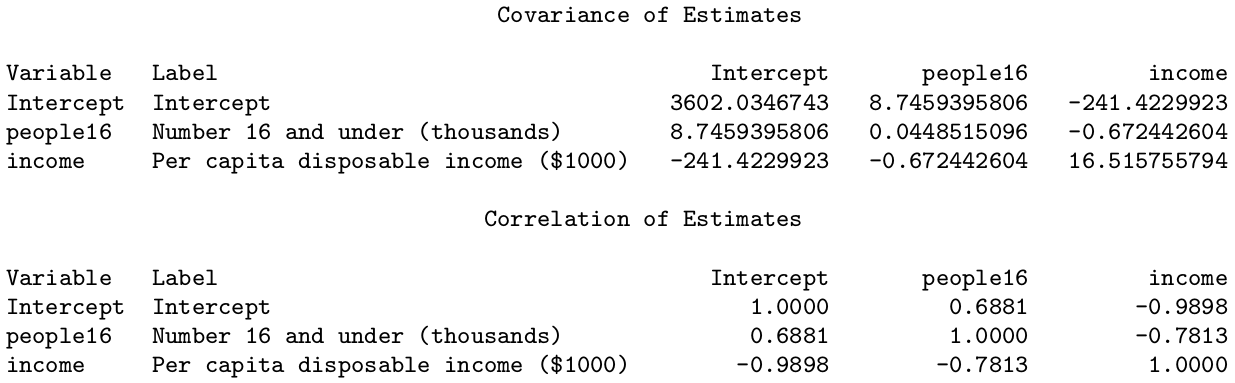 Covariance of Estimates
Variable Label Intercept people16 income
Intercept Intercept 3602.0346743 8.7459395806 -241.4229923
people16 Number 16 and under (thousands) 8.7459395806 0.0448515096 -0.672442604
income Per capita disposable income ($1000) -241.4229923 -0.672442604 16.515755794
Correlation of Estimates
Variable Label Intercept people16 income
Intercept Intercept 1.0000 0.6881 -0.9898
people16 Number 16 and under (thousands) 0.6881 1.0000 -0.7813
income Per capita disposable income ($1000) -0.9898 -0.7813 1.0000